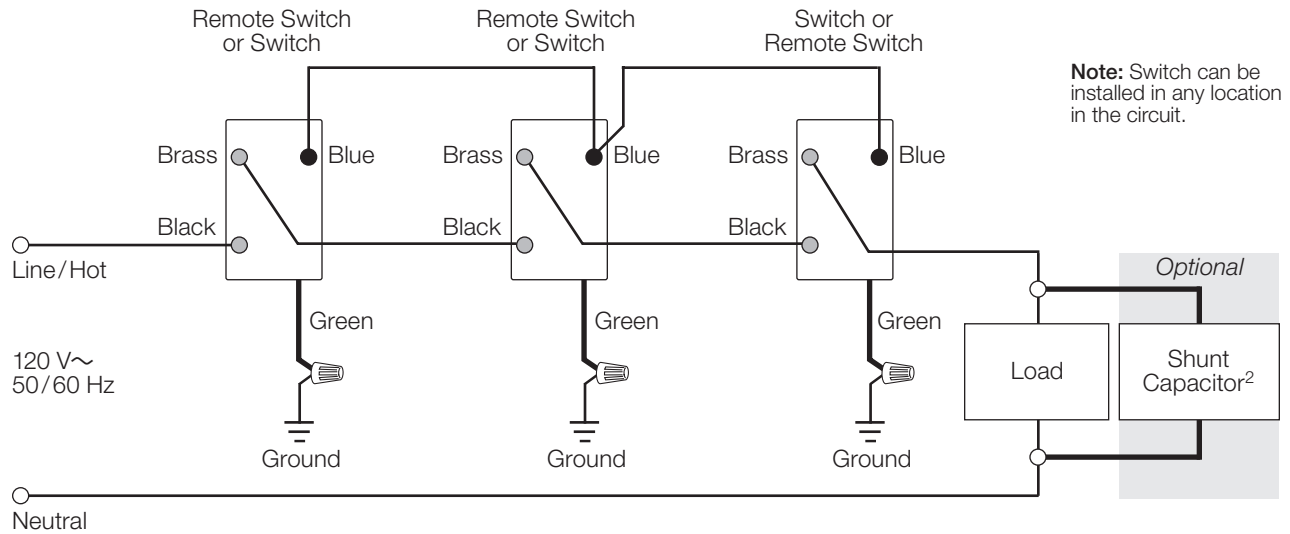 Remote Switch
or Switch
Remote Switch
or Switch
Switch or
Remote Switch
Note: Switch can be
installed in any location
in the circuit.
Brass
Blue
Brass
Blue
Brass
Blue
Black
Black
Black
Line/Hot
Optional
Green
Green
Green
120 V~
50/60 Hz
Load
Shunt
Capacitor²
Ground
Ground
Ground
Neutral